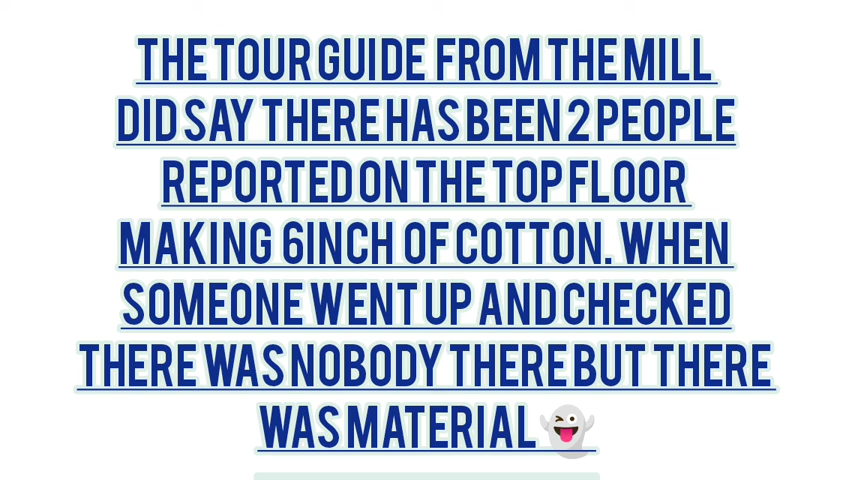 THE TOUR GUIDE FROM THE MILL
DID SAY THERE HAS BEEN 2 PEOPLE
REPORTED ON THE TOP FLOOR
MAKING 6INCH OF COTTON. WHEN
SOMEONE WENT UP AND CHECKED
THERE WAS NOBODY THERE BUT THERE
WAS MATERIAL👻